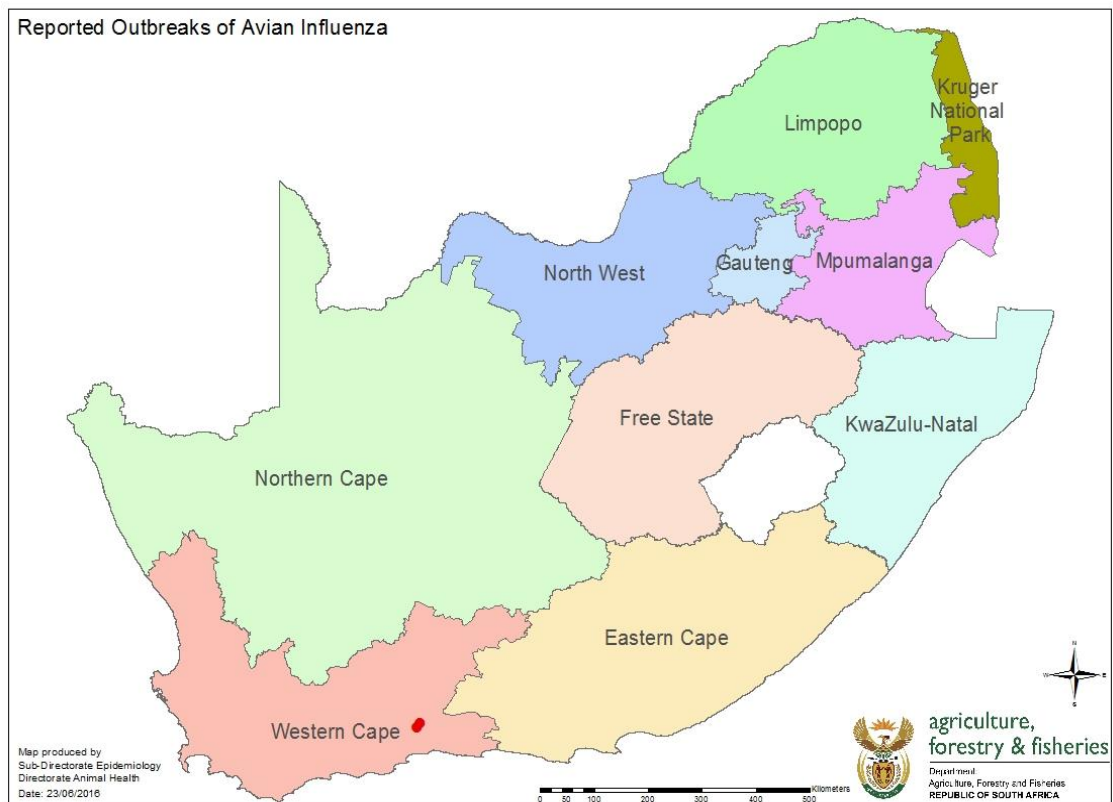 Reported Outbreaks of Avian Influenza
Kruger
National
Park
Limpopo
North West
Gauteng
Mpumalanga
Free State
KwaZulu-Natal
Northern Cape
Eastern Cape
Western Cape
N
W E
S
Map produced by
Sub-Directorate Epidemiology
Directorate Animal Health
Date: 23/06/2016
0 50 100 200 300 400 500 Kilometers
agriculture,
forestry & fisheries
Department:
Agriculture, Forestry and Fisheries
REPUBLIC OF SOUTH AFRICA